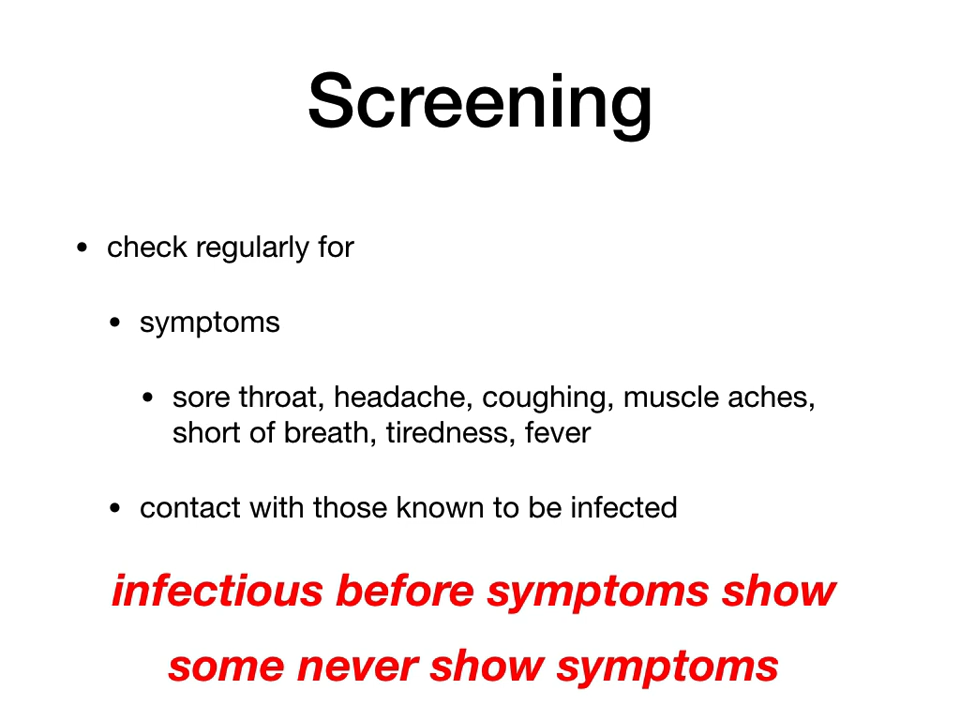 Screening
• check regularly for
• symptoms
• sore throat, headache, coughing, muscle aches,
short of breath, tiredness, fever
• contact with those known to be infected
infectious before symptoms show
some never show symptoms